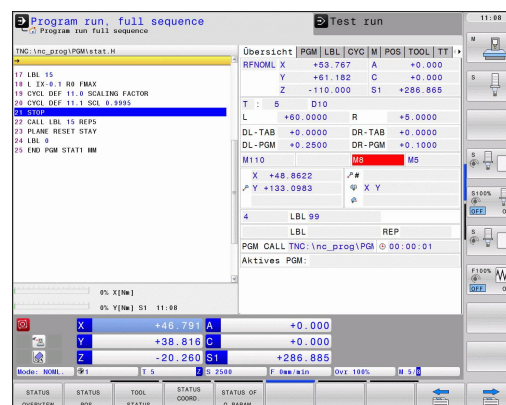 Program run, full sequence
Program run full sequence
Test run
11:08
TNC:\nc_prog\PGM\stat.H
→
17 LBL 15
18 L IX-0.1 R0 FMAX
19 CYCL DEF 11.0 SCALING FACTOR
20 CYCL DEF 11.1 SCL 0.9995
21 STOP
22 CALL LBL 15 REP5
23 PLANE RESET STAY
24 LBL 0
25 END PGM STAT1 MM
0% X[Nm]
0% Y[Nm] S1 11:08
Übersicht PGM LBL CYC M POS TOOL TT
RFNOML X +53.767 A +0.000
Y +61.182 C +0.000
Z -110.000 S1 +286.865
T : 5 D10
L +60.0000 R +5.0000
DL-TAB +0.0000 DR-TAB +0.0000
DL-PGM +0.2500 DR-PGM +0.1000
M110 M8 M5
X +48.8622 #
Y +133.0983 X Y
4 LBL 99
LBL REP
PGM CALL TNC:\nc_prog\PGM 00:00:01
Aktives PGM:
X +46.791 A +0.000
Y +38.816 C +0.000
Z -20.260 S1 +286.885
Mode: NOML. 1 T 5 Z S 2500 F 0mm/min Ovr 100% M 5/8
STATUS OVERVIEW
STATUS POS.
TOOL STATUS
STATUS COORD.
STATUS OF Q PARAM.
M
S
S
S100%
OFF
S
F100%
OFF